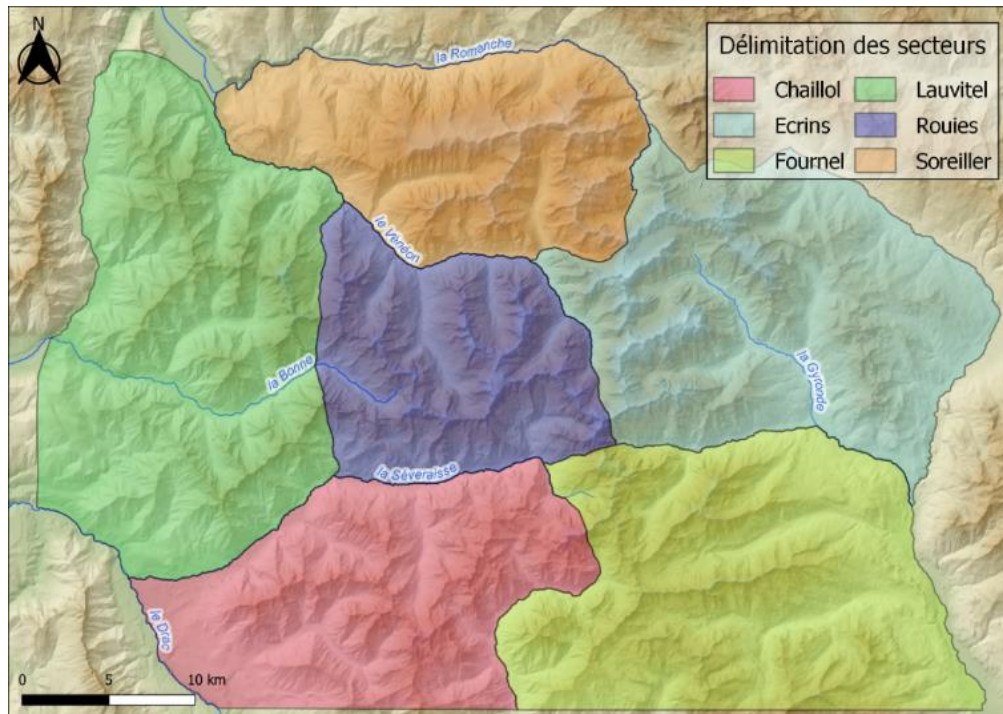 N
la Romanche
Délimitation des secteurs
Chaillol
Lauvitel
Ecrins
Rouies
Fournel
Soreiller
le Vénéon
la Bonne
la Gyronde
la Séveraisse
le Drac
0 5 10 km